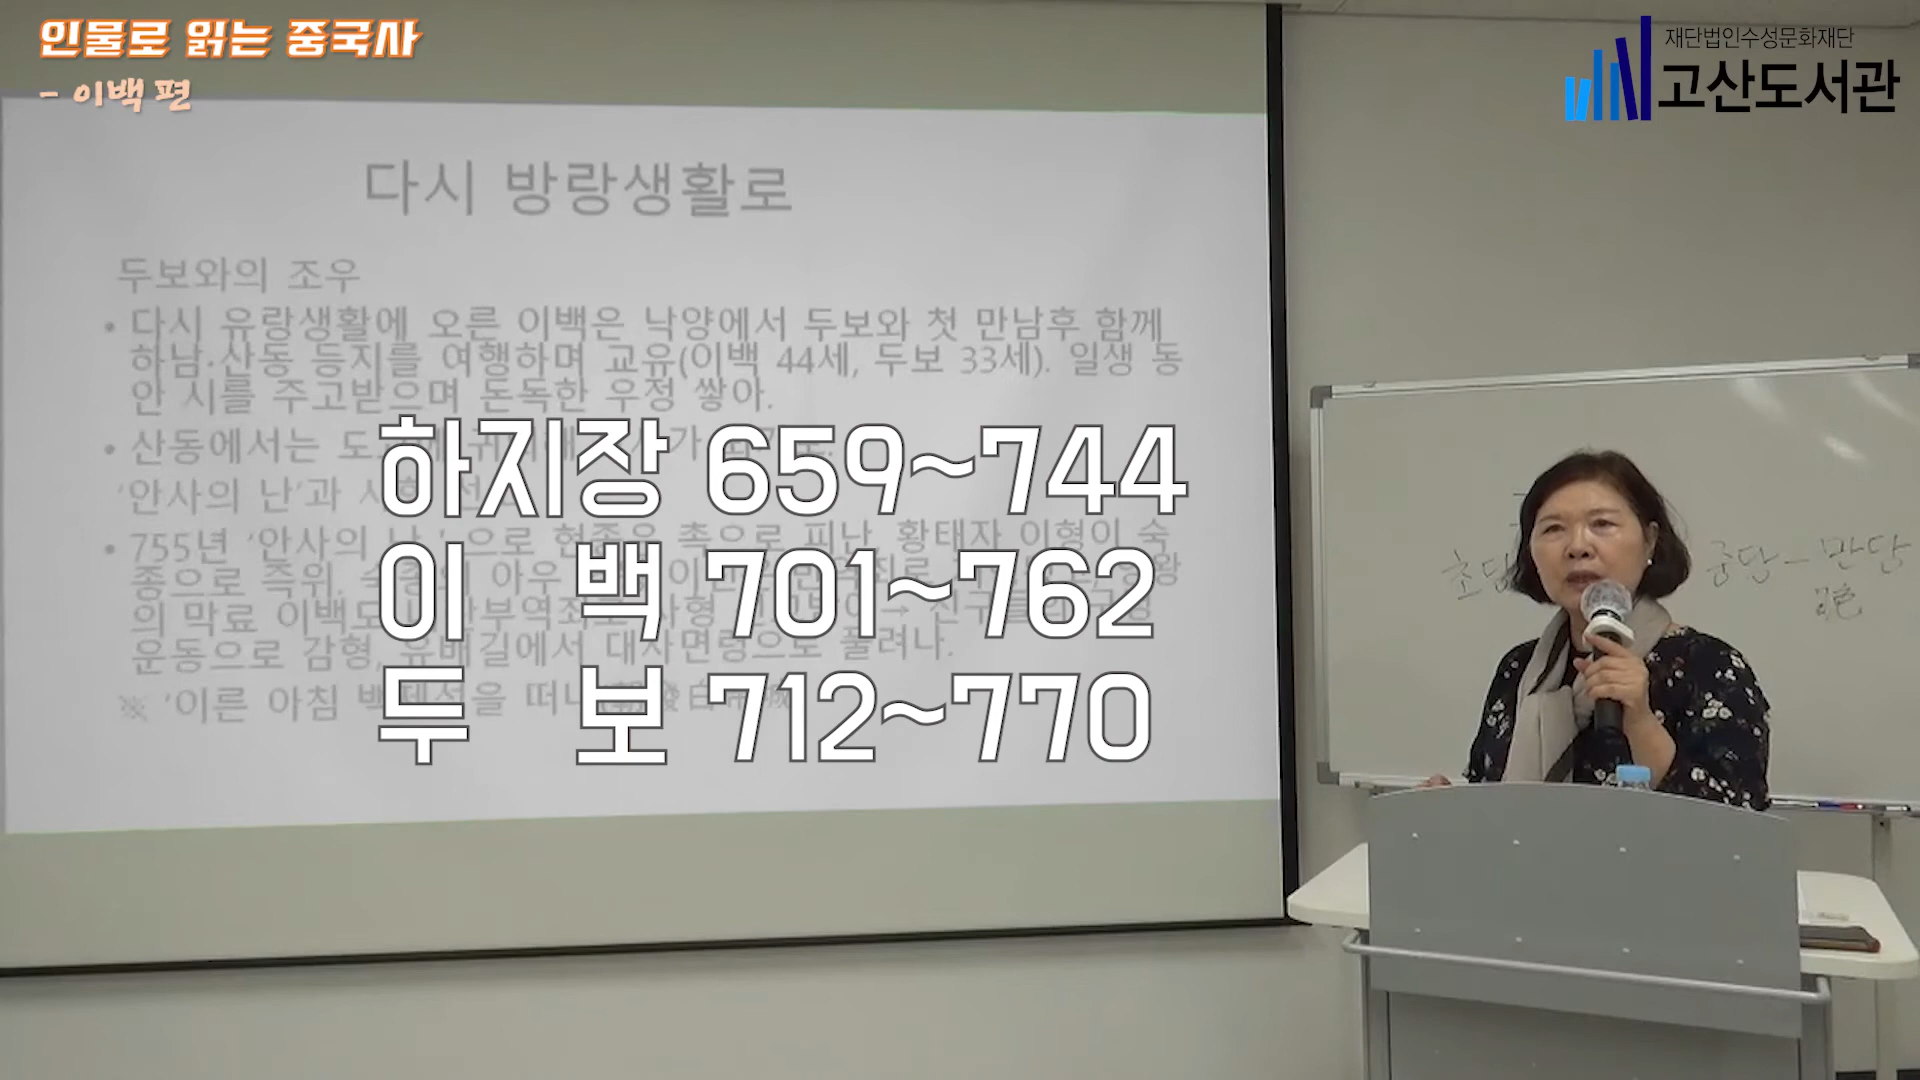 인물로 읽는 중국사
- 이백 편
재단법인수성문화재단
고산도서관
다시 방랑생활로
두보와의 조우
• 다시 유랑생활에 오른 이백은 낙양에서 두보와 첫 만남후 함께
하남·산동 등지를 여행하며 교유(이백 44세, 두보 33세). 일생 동
안 시를 주고받으며 돈독한 우정 쌓아.
• 산동에서는
'안사의 난'과
• 755년 '안사의 난'으로 현종은 촉으로 피난, 황태자 이형이 숙
종으로 즉위. 숙종의 아우
의 막료 이백도
운동으로 감형, 유배길에서 대사면령으로 풀려나.
※ '이른 아침 백제성을 떠나
하지장 659~744
이 백 701~762
두 보 712~770
중당 - 만당